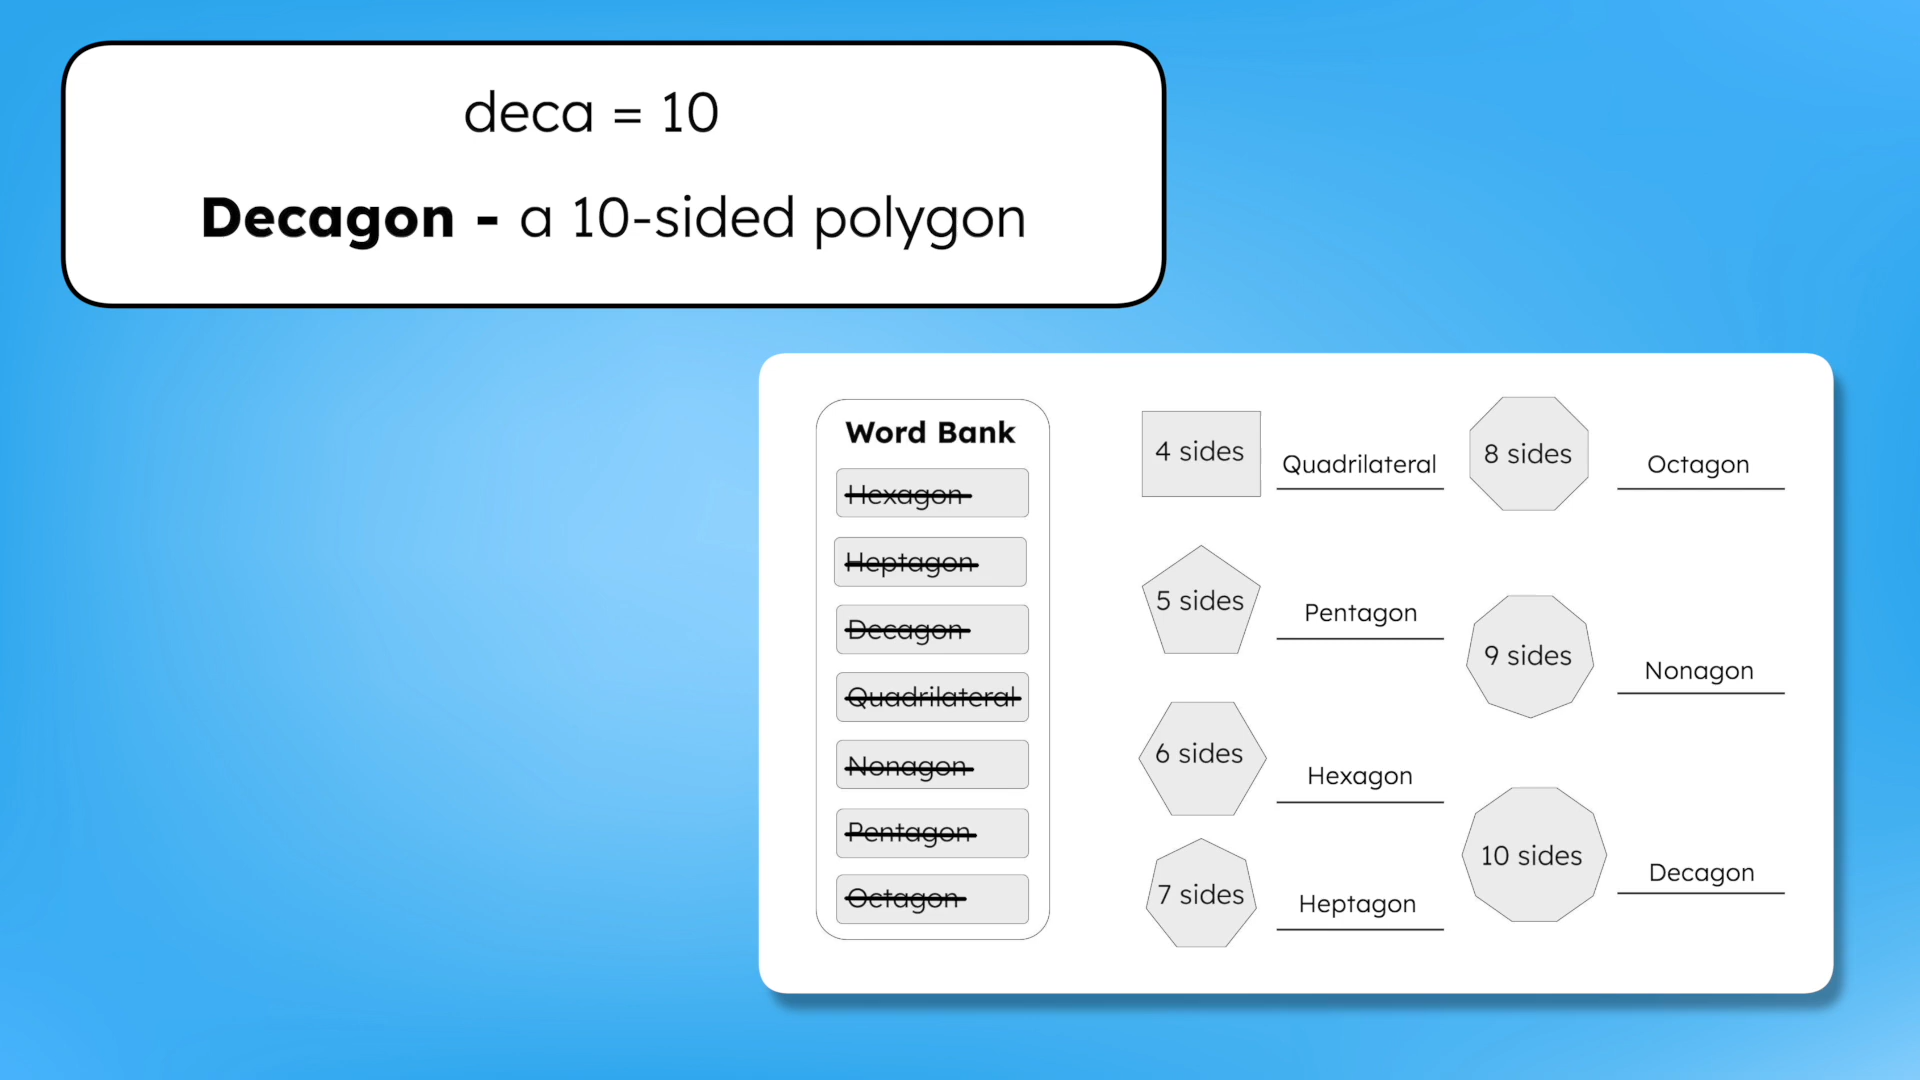 deca = 10
Decagon - a 10-sided polygon
Word Bank
Hexagon
Heptagon
Decagon
Quadrilateral
Nonagon
Pentagon
Octagon
4 sides
Quadrilateral
5 sides
Pentagon
6 sides
Hexagon
7 sides
Heptagon
8 sides
Octagon
9 sides
Nonagon
10 sides
Decagon